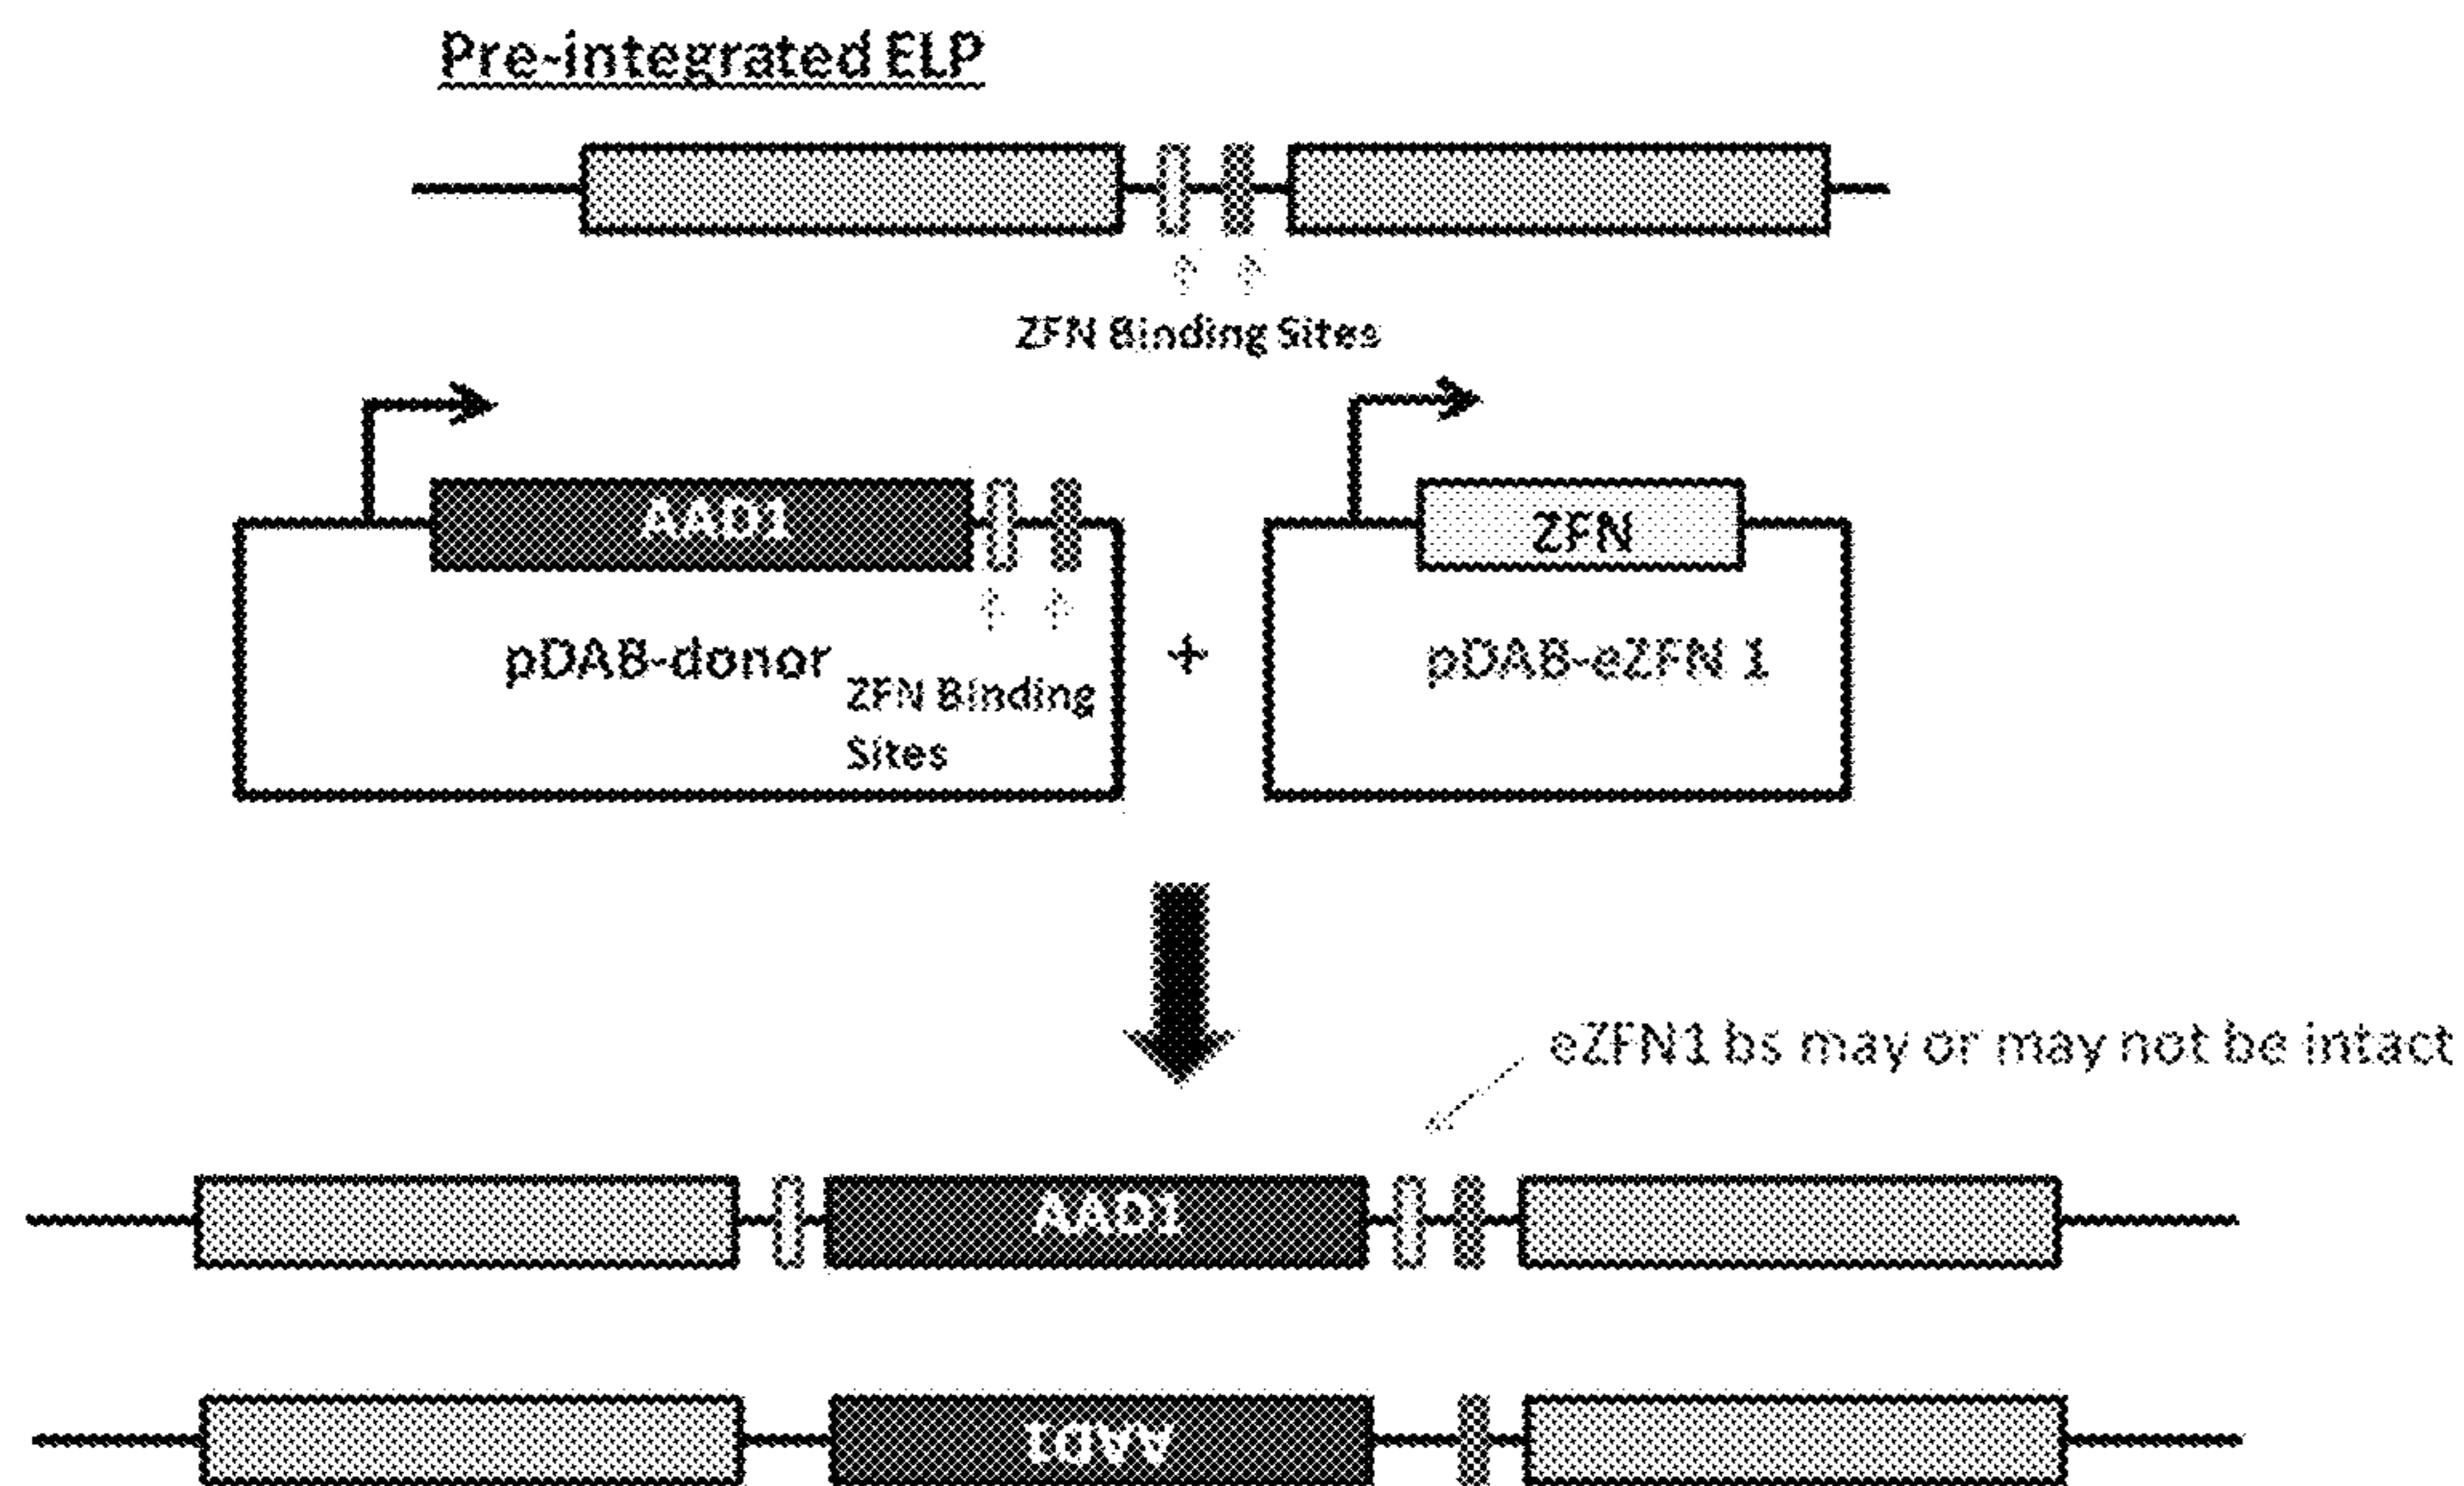 Pre-integrated ELP
ZFN Binding Sites
AAD1
ZFN
pDAB-donor
ZFN Binding
Sites
+
pDAB-eZFN 1
eZFN1 bs may or may not be intact
AAD1
AAD1